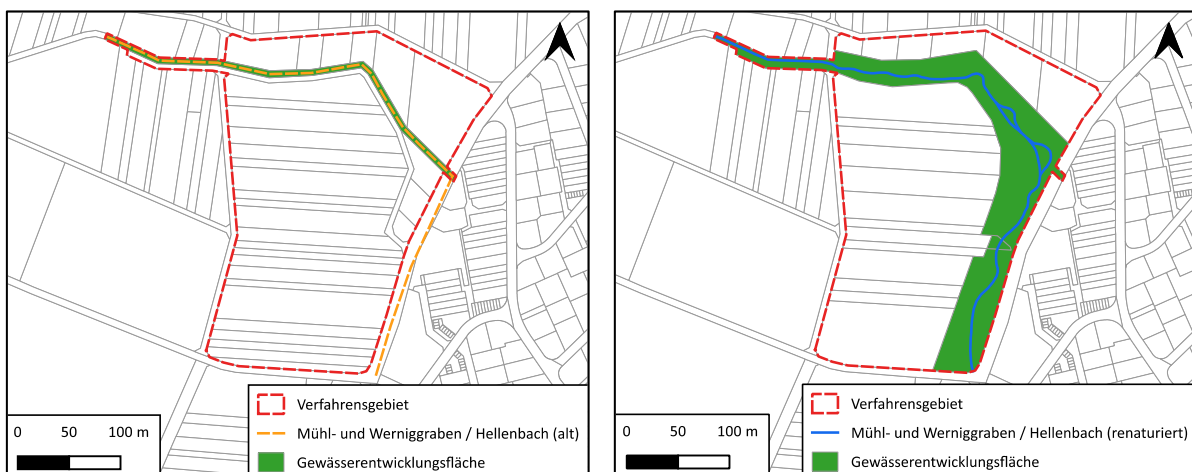 Verfahrensgebiet
Mühl- und Werniggraben / Hellenbach (alt)
Gewässerentwicklungsfläche
0 50 100 m
Verfahrensgebiet
Mühl- und Werniggraben / Hellenbach (renaturiert)
Gewässerentwicklungsfläche
0 50 100 m